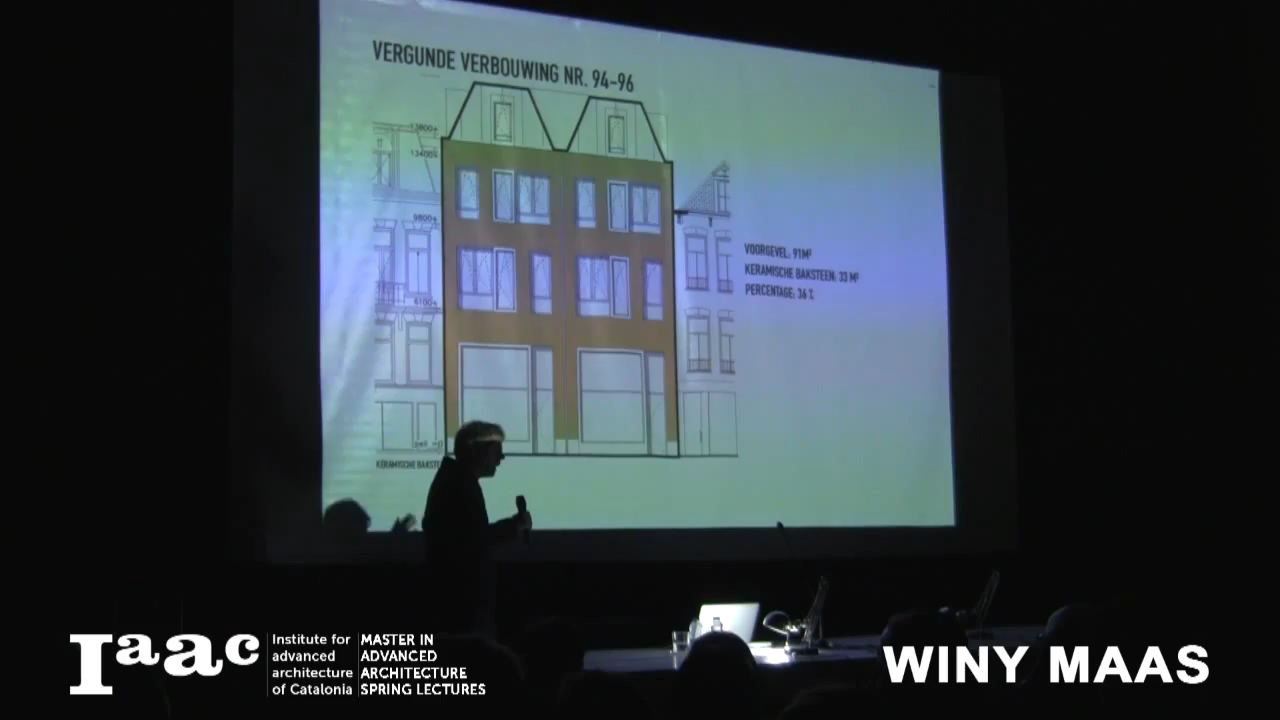 VERGUNDE VERBOUWING NR. 94-96
13800+
13400+
9800+
6100+
VOORGEVEL: 91M²
KERAMISCHE BAKSTEEN: 33 M²
PERCENTAGE: 36 %
KERAMISCHE
Iaac
Institute for
advanced
architecture
of Catalonia
MASTER IN
ADVANCED
ARCHITECTURE
SPRING LECTURES
WINY MAAS